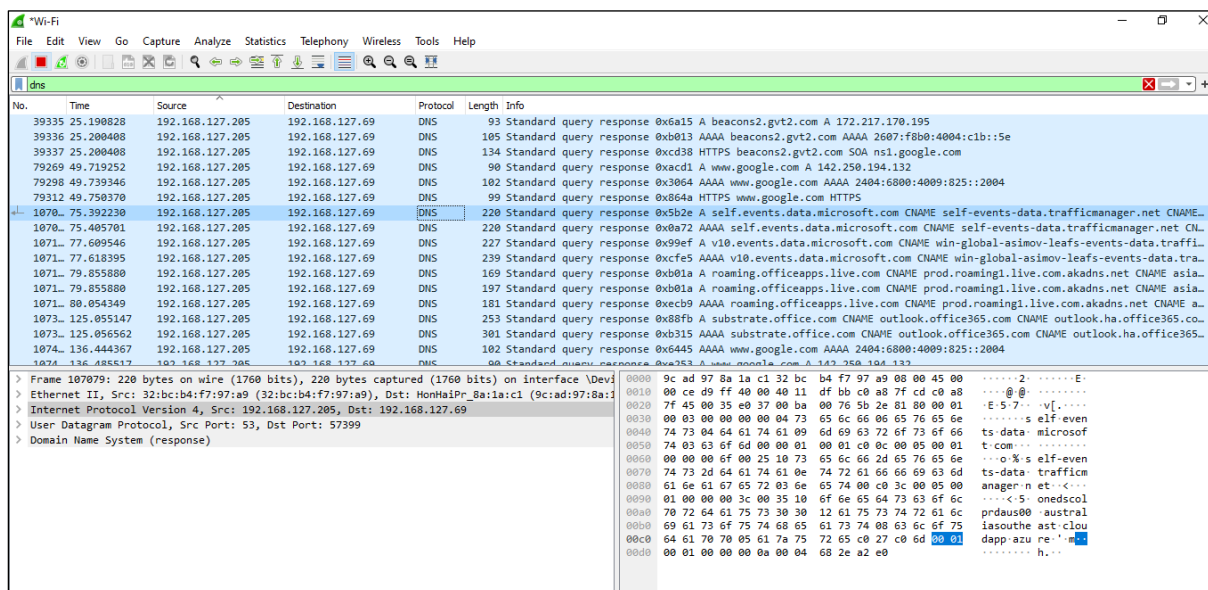 *Wi-Fi
File Edit View Go Capture Analyze Statistics Telephony Wireless Tools Help
dns
No. Time Source Destination Protocol Length Info
39335 25.190828 192.168.127.205 192.168.127.69 DNS 93 Standard query response 0x6a15 A beacons2.gvt2.com A 172.217.170.195
39336 25.200408 192.168.127.205 192.168.127.69 DNS 105 Standard query response 0xb013 AAAA beacons2.gvt2.com AAAA 2607:f8b0:4004:c1b::5e
39337 25.200408 192.168.127.205 192.168.127.69 DNS 134 Standard query response 0xcd38 HTTPS beacons2.gvt2.com SOA ns1.google.com
79269 49.719252 192.168.127.205 192.168.127.69 DNS 90 Standard query response 0xacd1 A www.google.com A 142.250.194.132
79298 49.739346 192.168.127.205 192.168.127.69 DNS 102 Standard query response 0x3064 AAAA www.google.com AAAA 2404:6800:4009:825::2004
79312 49.750370 192.168.127.205 192.168.127.69 DNS 99 Standard query response 0x864a HTTPS www.google.com HTTPS
1070… 75.392230 192.168.127.205 192.168.127.69 DNS 220 Standard query response 0x5b2e A self.events.data.microsoft.com CNAME self-events-data.trafficmanager.net CNAME…
1070… 75.405701 192.168.127.205 192.168.127.69 DNS 220 Standard query response 0x0a72 AAAA self.events.data.microsoft.com CNAME self-events-data.trafficmanager.net CN…
1071… 77.609546 192.168.127.205 192.168.127.69 DNS 227 Standard query response 0x99ef A v10.events.data.microsoft.com CNAME win-global-asimov-leafs-events-data.traffi…
1071… 77.618395 192.168.127.205 192.168.127.69 DNS 239 Standard query response 0xcfe5 AAAA v10.events.data.microsoft.com CNAME win-global-asimov-leafs-events-data.tra…
1071… 79.855880 192.168.127.205 192.168.127.69 DNS 169 Standard query response 0xb01a A roaming.officeapps.live.com CNAME prod.roaming1.live.com.akadns.net CNAME asia…
1071… 79.855880 192.168.127.205 192.168.127.69 DNS 197 Standard query response 0xb01a A roaming.officeapps.live.com CNAME prod.roaming1.live.com.akadns.net CNAME asia…
1071… 80.054349 192.168.127.205 192.168.127.69 DNS 181 Standard query response 0xecb9 AAAA roaming.officeapps.live.com CNAME prod.roaming1.live.com.akadns.net CNAME a…
1073… 125.055147 192.168.127.205 192.168.127.69 DNS 253 Standard query response 0x88fb A substrate.office.com CNAME outlook.office365.com CNAME outlook.ha.office365.co…
1073… 125.056562 192.168.127.205 192.168.127.69 DNS 301 Standard query response 0xb315 AAAA substrate.office.com CNAME outlook.office365.com CNAME outlook.ha.office365…
1074… 136.444367 192.168.127.205 192.168.127.69 DNS 102 Standard query response 0x6445 AAAA www.google.com AAAA 2404:6800:4009:825::2004
1074 136.485517 192.168.127.205 192.168.127.69 DNS 90 Standard query response 0xe253 A www.google.com A 142.250.194.132
> Frame 107079: 220 bytes on wire (1760 bits), 220 bytes captured (1760 bits) on interface \Devi
> Ethernet II, Src: 32:bc:b4:f7:97:a9 (32:bc:b4:f7:97:a9), Dst: HonHaiPr_8a:1a:c1 (9c:ad:97:8a:1
> Internet Protocol Version 4, Src: 192.168.127.205, Dst: 192.168.127.69
> User Datagram Protocol, Src Port: 53, Dst Port: 57399
> Domain Name System (response)
0000 9c ad 97 8a 1a c1 32 bc b4 f7 97 a9 08 00 45 00 ······2· ······E·
0010 00 ce d9 ff 40 00 40 11 df bb c0 a8 7f cd c0 a8 ····@·@· ········
0020 7f 45 00 35 e0 37 00 ba 00 76 5b 2e 81 80 00 01 ·E·5·7·· ·v[.····
0030 00 03 00 00 00 00 04 73 65 6c 66 06 65 76 65 6e ·······s elf·even
0040 74 73 04 64 61 74 61 09 6d 69 63 72 6f 73 6f 66 ts·data· microsof
0050 74 03 63 6f 6d 00 00 01 00 01 c0 0c 00 05 00 01 t·com··· ········
0060 00 00 00 6f 00 25 10 73 65 6c 66 2d 65 76 65 6e ···o·%·s elf-even
0070 74 73 2d 64 61 74 61 0e 74 72 61 66 66 69 63 6d ts-data· trafficm
0080 61 6e 61 67 65 72 03 6e 65 74 00 c0 3c 00 05 00 anager·n et··<···
0090 01 00 00 00 3c 00 35 10 6f 6e 65 64 73 63 6f 6c ····<·5· onedscol
00a0 70 72 64 61 75 73 30 30 12 61 75 73 74 72 61 6c prdaus00 ·austral
00b0 69 61 73 6f 75 74 68 65 61 73 74 08 63 6c 6f 75 iasouthe ast·clou
00c0 64 61 70 70 05 61 7a 75 72 65 c0 27 c0 6d 00 01 dapp·azu re·'·m··
00d0 00 01 00 00 00 0a 00 04 68 2e a2 e0 ········ h.··